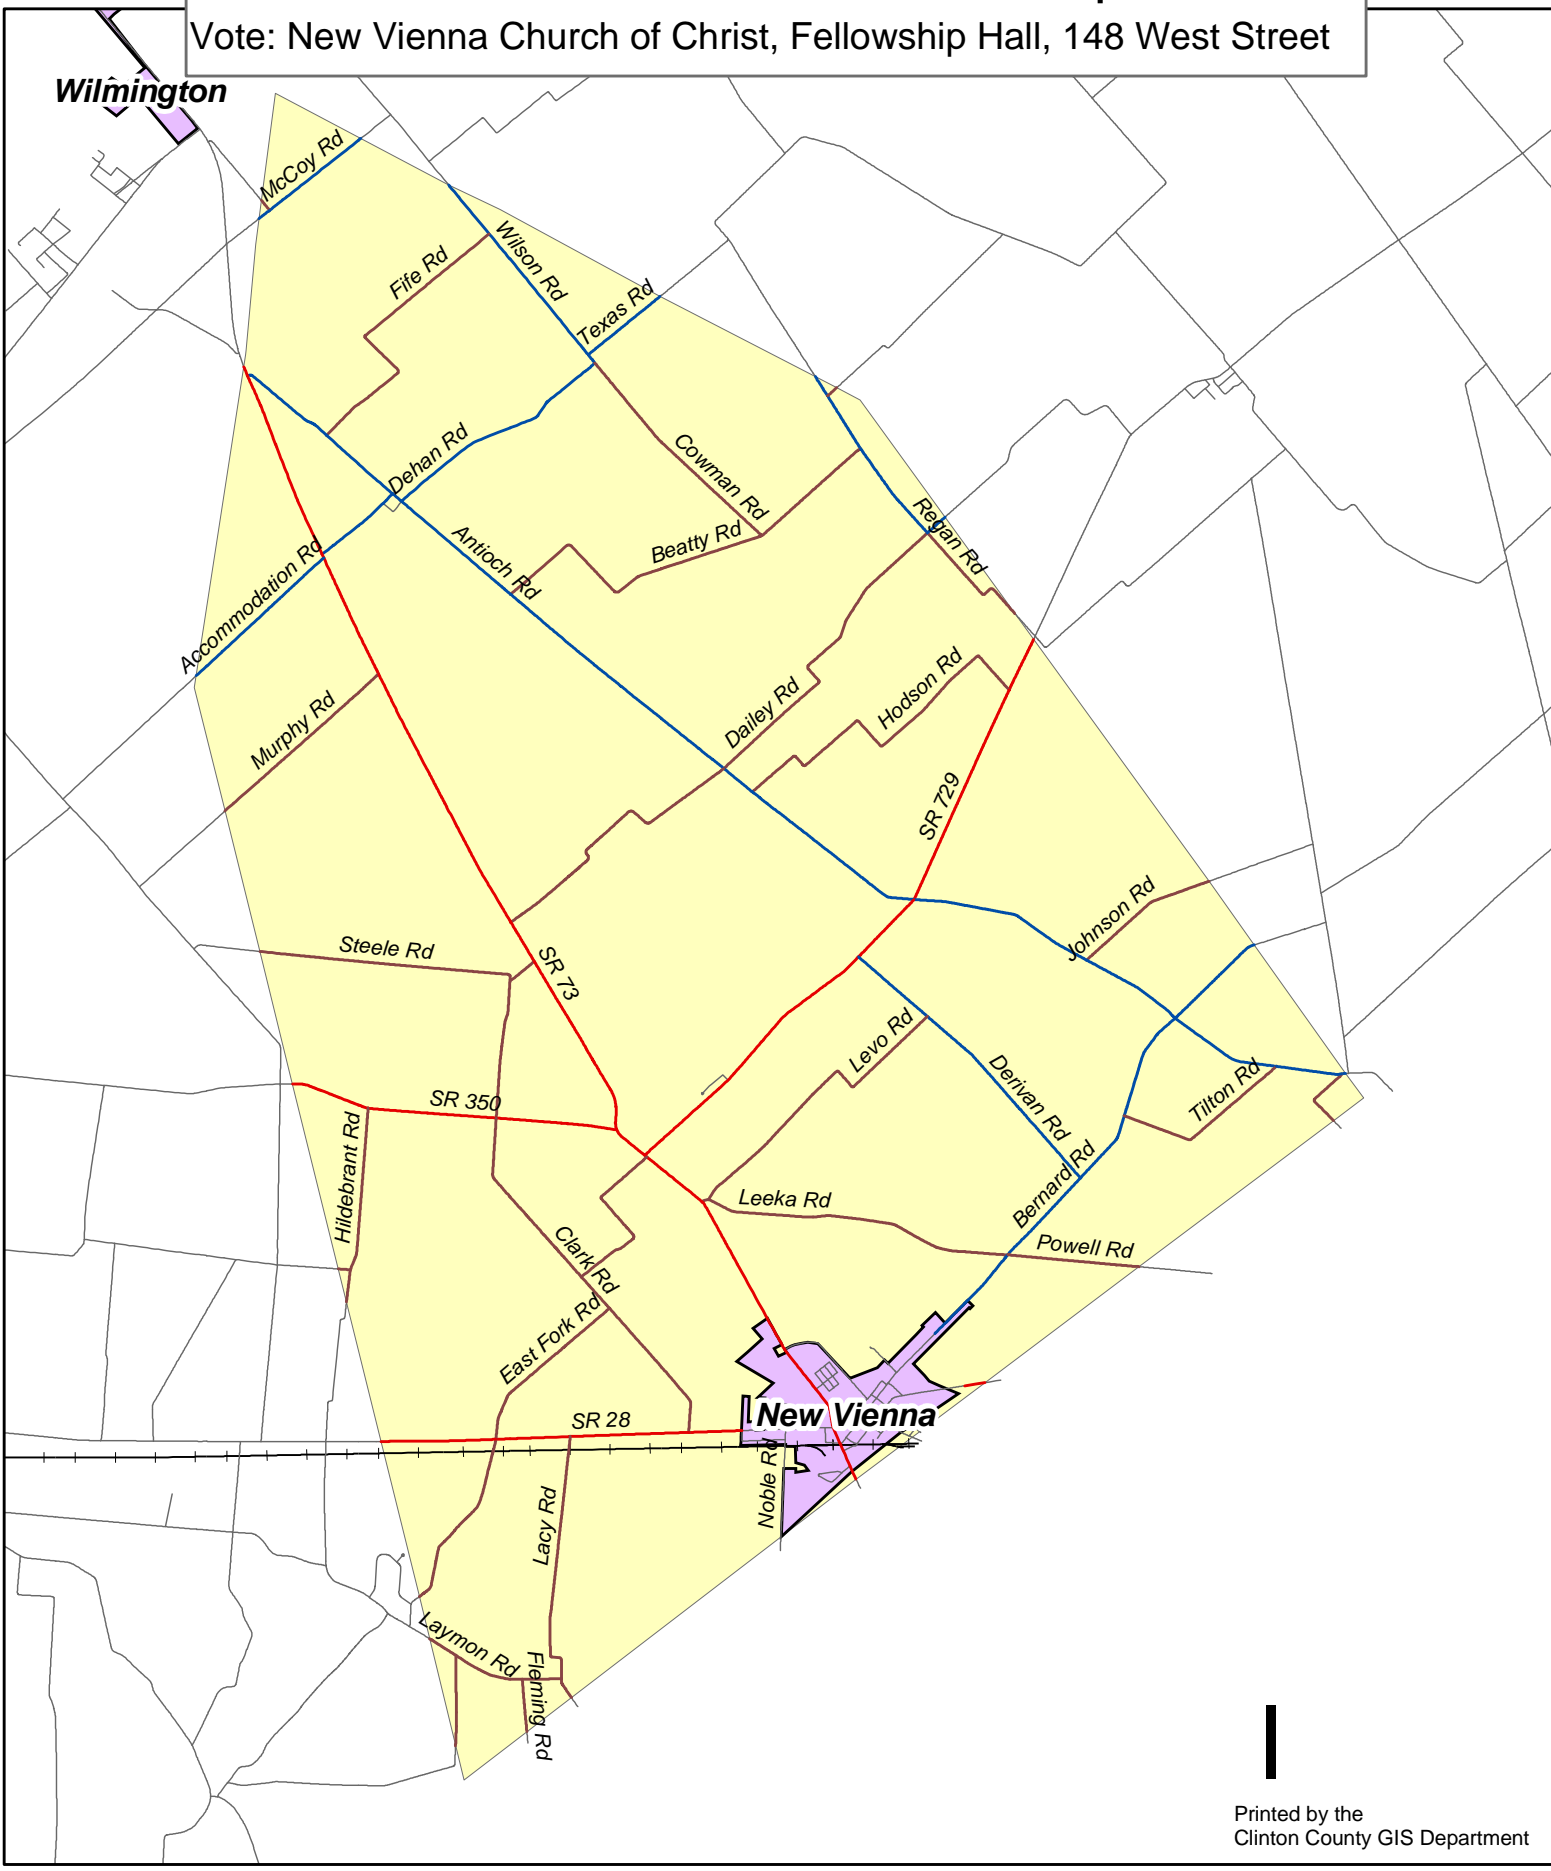 Vote: New Vienna Church of Christ, Fellowship Hall, 148 West Street
Wilmington
McCoy Rd
Wilson Rd
Fife Rd
Texas Rd
Dehan Rd
Cowman Rd
Regan Rd
Antioch Rd
Beatty Rd
Accommodation Rd
Murphy Rd
Dailey Rd
Hodson Rd
SR 729
Johnson Rd
Steele Rd
SR 73
Levo Rd
Derivan Rd
Tilton Rd
SR 350
Hildebrant Rd
Bernard Rd
Leeka Rd
Powell Rd
Clark Rd
East Fork Rd
SR 28
New Vienna
Noble Rd
Lacy Rd
Laymon Rd
Fleming Rd
Printed by the
Clinton County GIS Department